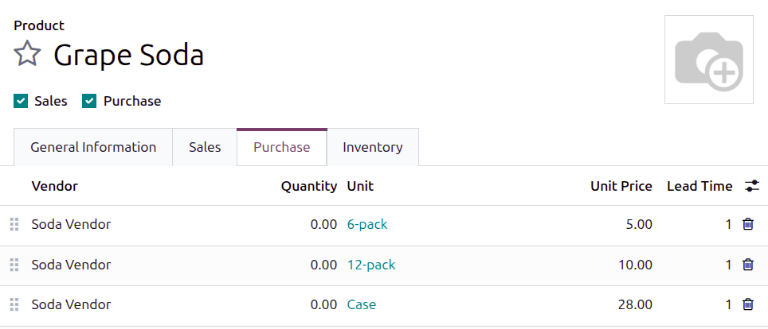 Product
Grape Soda
Sales Purchase
General Information Sales Purchase Inventory
Vendor Quantity Unit Unit Price Lead Time
Soda Vendor 0.00 6-pack 5.00 1
Soda Vendor 0.00 12-pack 10.00 1
Soda Vendor 0.00 Case 28.00 1